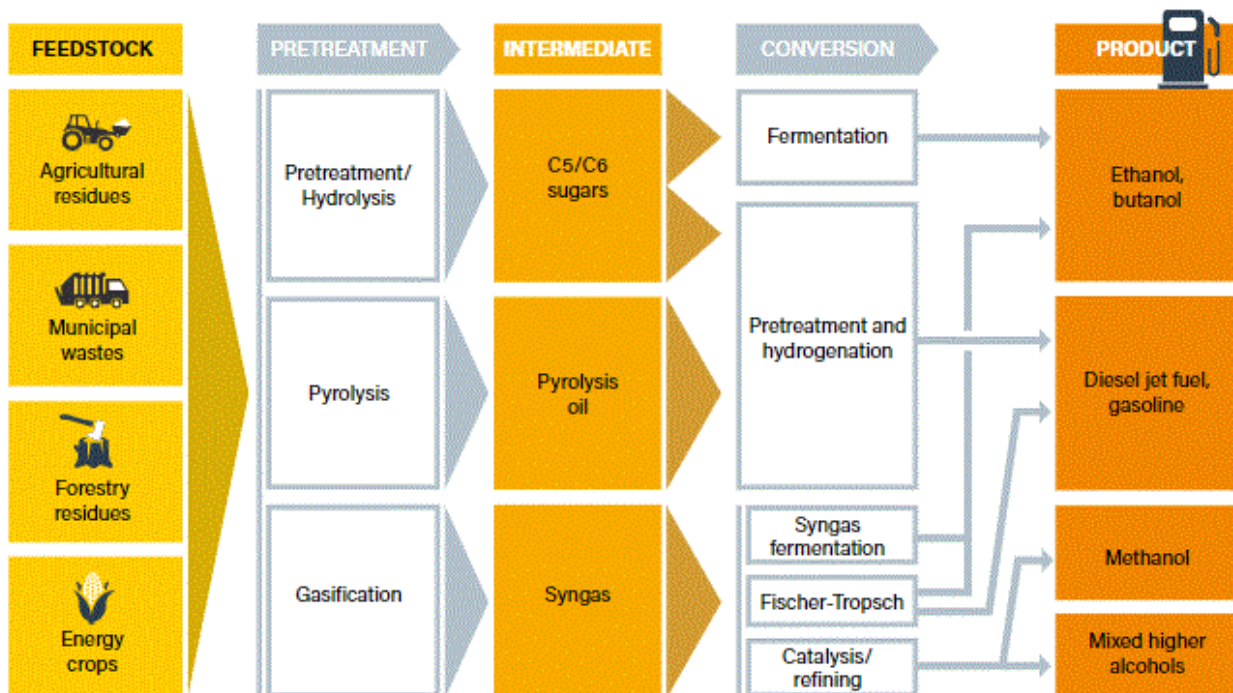 FEEDSTOCK
PRETREATMENT
INTERMEDIATE
CONVERSION
PRODUCT
Agricultural
residues
Municipal
wastes
Forestry
residues
Energy
crops
Pretreatment/
Hydrolysis
Pyrolysis
Gasification
C5/C6
sugars
Pyrolysis
oil
Syngas
Fermentation
Pretreatment and
hydrogenation
Syngas
fermentation
Fischer-Tropsch
Catalysis/
refining
Ethanol,
butanol
Diesel jet fuel,
gasoline
Methanol
Mixed higher
alcohols